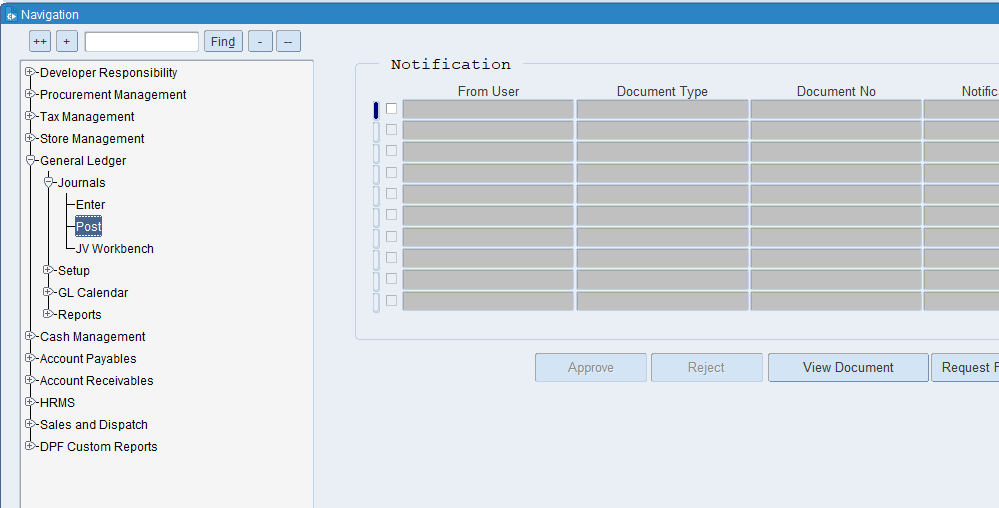 Navigation
++ + Find - --
Developer Responsibility
Procurement Management
Tax Management
Store Management
General Ledger
Journals
Enter
Post
JV Workbench
Setup
GL Calendar
Reports
Cash Management
Account Payables
Account Receivables
HRMS
Sales and Dispatch
DPF Custom Reports
Notification
From User Document Type Document No Notific
Approve Reject View Document Request